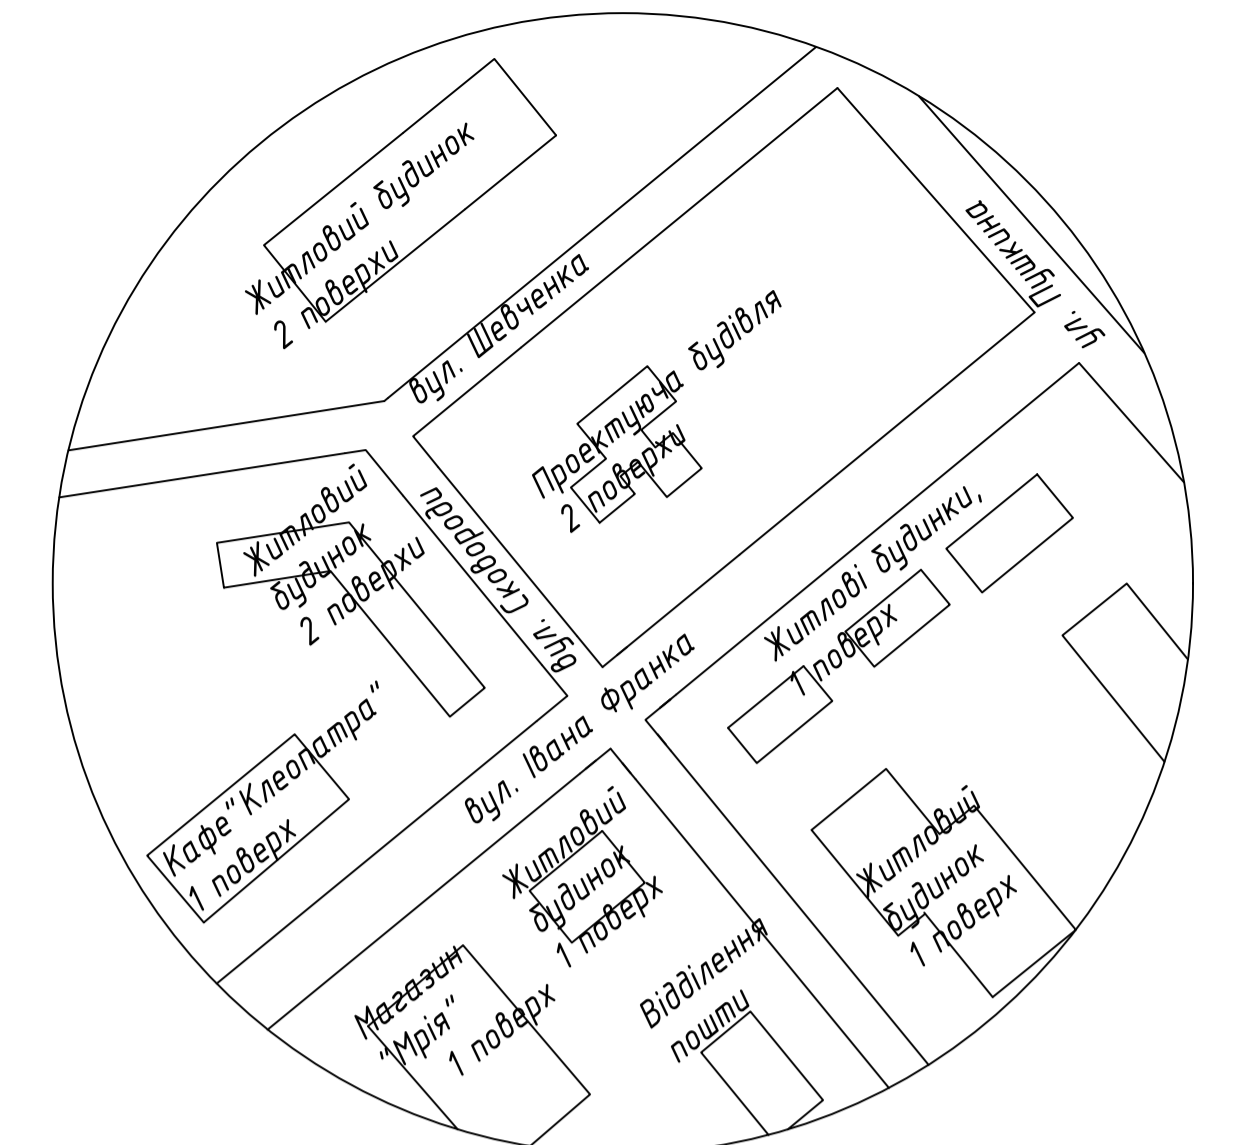 Житловий будинок
2 поверхи
вул. Шевченка
ул. Пушкина
Проектуюча будівля
2 поверхи
Житловий
будинок
2 поверхи
вул. Сковороди
Житлові будинки,
1 поверх
вул. Івана Франка
Кафе"Клеопатра"
1 поверх
Житловий
будинок
1 поверх
Житловий
будинок
1 поверх
Магазин
"Мрія"
1 поверх
Відділення
пошти